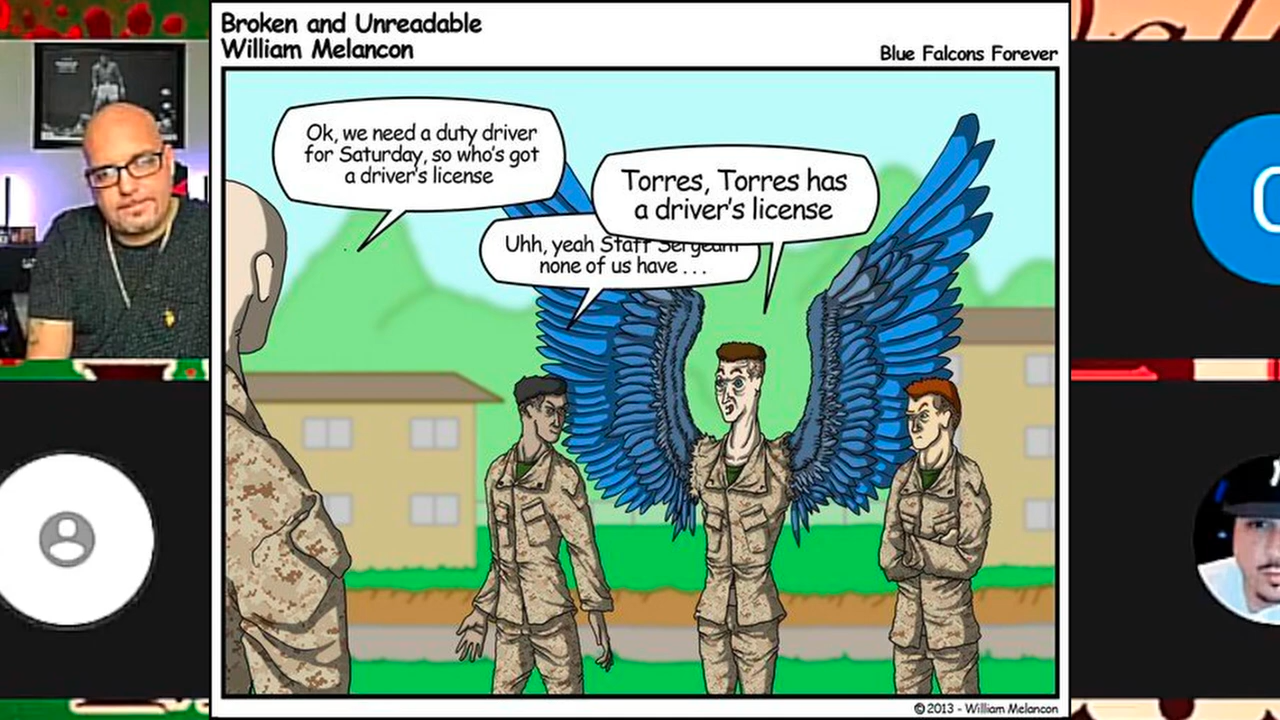 Broken and Unreadable
William Melancon
Blue Falcons Forever
Ok, we need a duty driver
for Saturday, so who's got
a driver's license
Torres, Torres has
a driver's license
Uhh, yeah Staff Sergeant
none of us have . . .
© 2013 - William Melancon